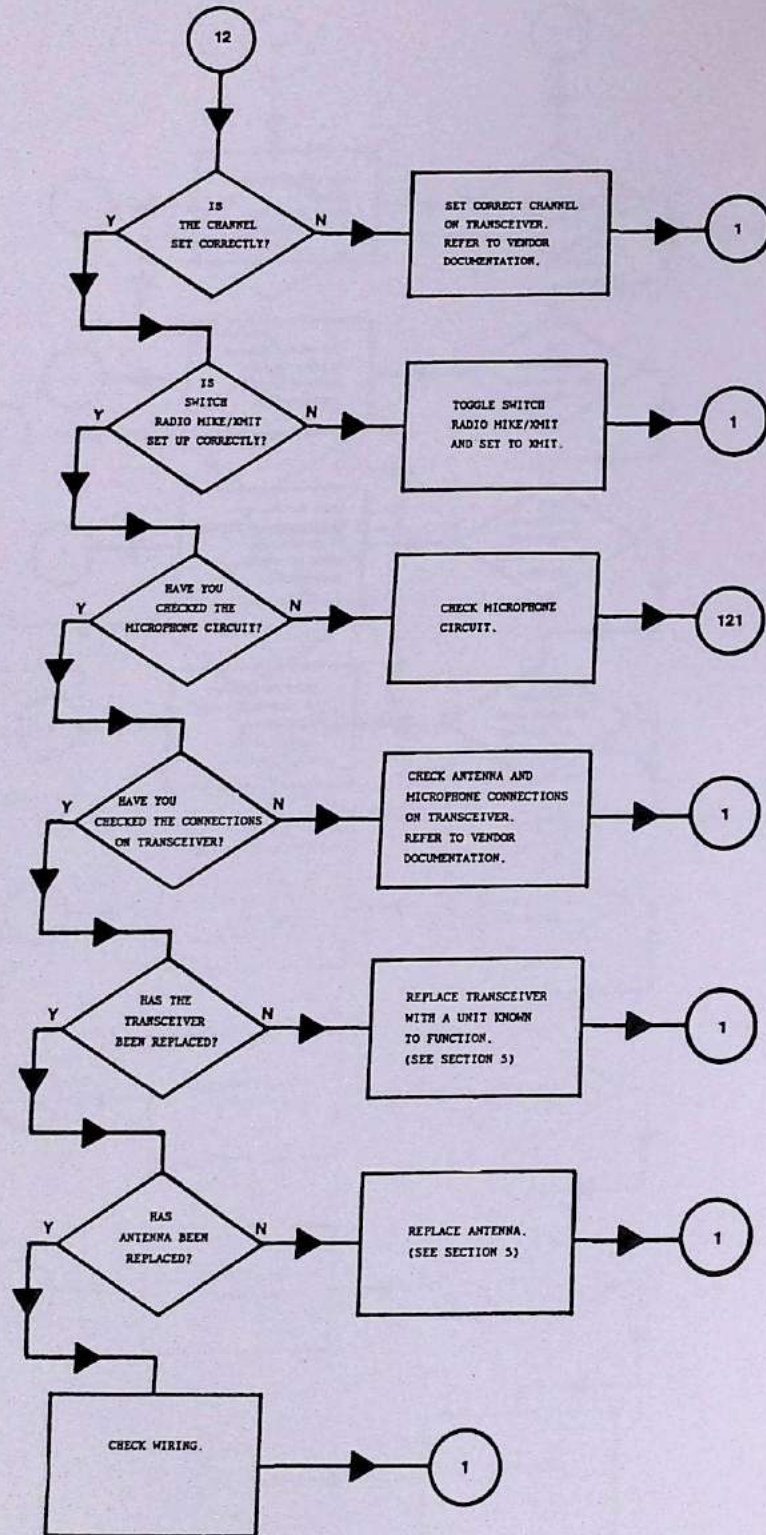 12
IS
THE CHANNEL
SET CORRECTLY?
Y
N
SET CORRECT CHANNEL
ON TRANSCEIVER.
REFER TO VENDOR
DOCUMENTATION.
1
IS
SWITCH
RADIO MIKE/XMIT
SET UP CORRECTLY?
Y
N
TOGGLE SWITCH
RADIO MIKE/XMIT
AND SET TO XMIT.
1
HAVE YOU
CHECKED THE
MICROPHONE CIRCUIT?
Y
N
CHECK MICROPHONE
CIRCUIT.
121
HAVE YOU
CHECKED THE CONNECTIONS
ON TRANSCEIVER?
Y
N
CHECK ANTENNA AND
MICROPHONE CONNECTIONS
ON TRANSCEIVER.
REFER TO VENDOR
DOCUMENTATION.
1
HAS THE
TRANSCEIVER
BEEN REPLACED?
Y
N
REPLACE TRANSCEIVER
WITH A UNIT KNOWN
TO FUNCTION.
(SEE SECTION 5)
1
HAS
ANTENNA BEEN
REPLACED?
Y
N
REPLACE ANTENNA.
(SEE SECTION 5)
1
CHECK WIRING.
1